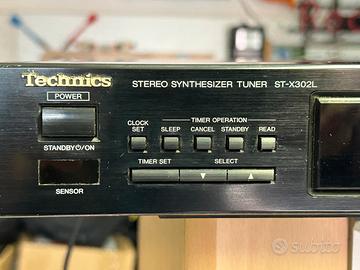 Technics
STEREO SYNTHESIZER TUNER ST-X302L
POWER
STANDBY⏻/ON
SENSOR
TIMER OPERATION
CLOCK
SET
SLEEP
CANCEL
STANDBY
READ
TIMER SET
SELECT
▼
▲
subito